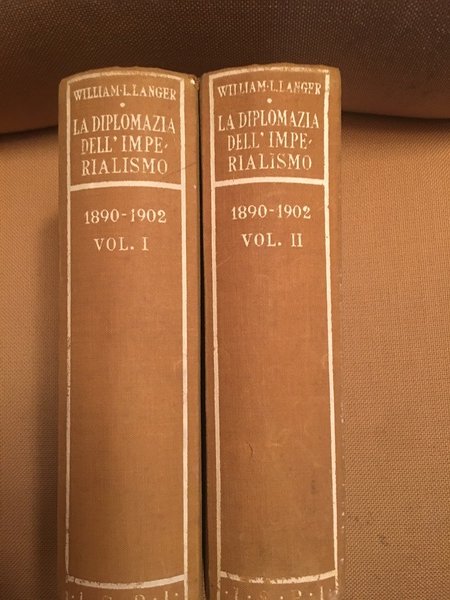 WILLIAM·L·LANGER
·
LA DIPLOMAZIA
DELL'IMPE-
RIALISMO
1890-1902
VOL. I
·I·S·P·I·
WILLIAM·L·LANGER
·
LA DIPLOMAZIA
DELL'IMPE-
RIALISMO
1890-1902
VOL. II
·I·S·P·I·